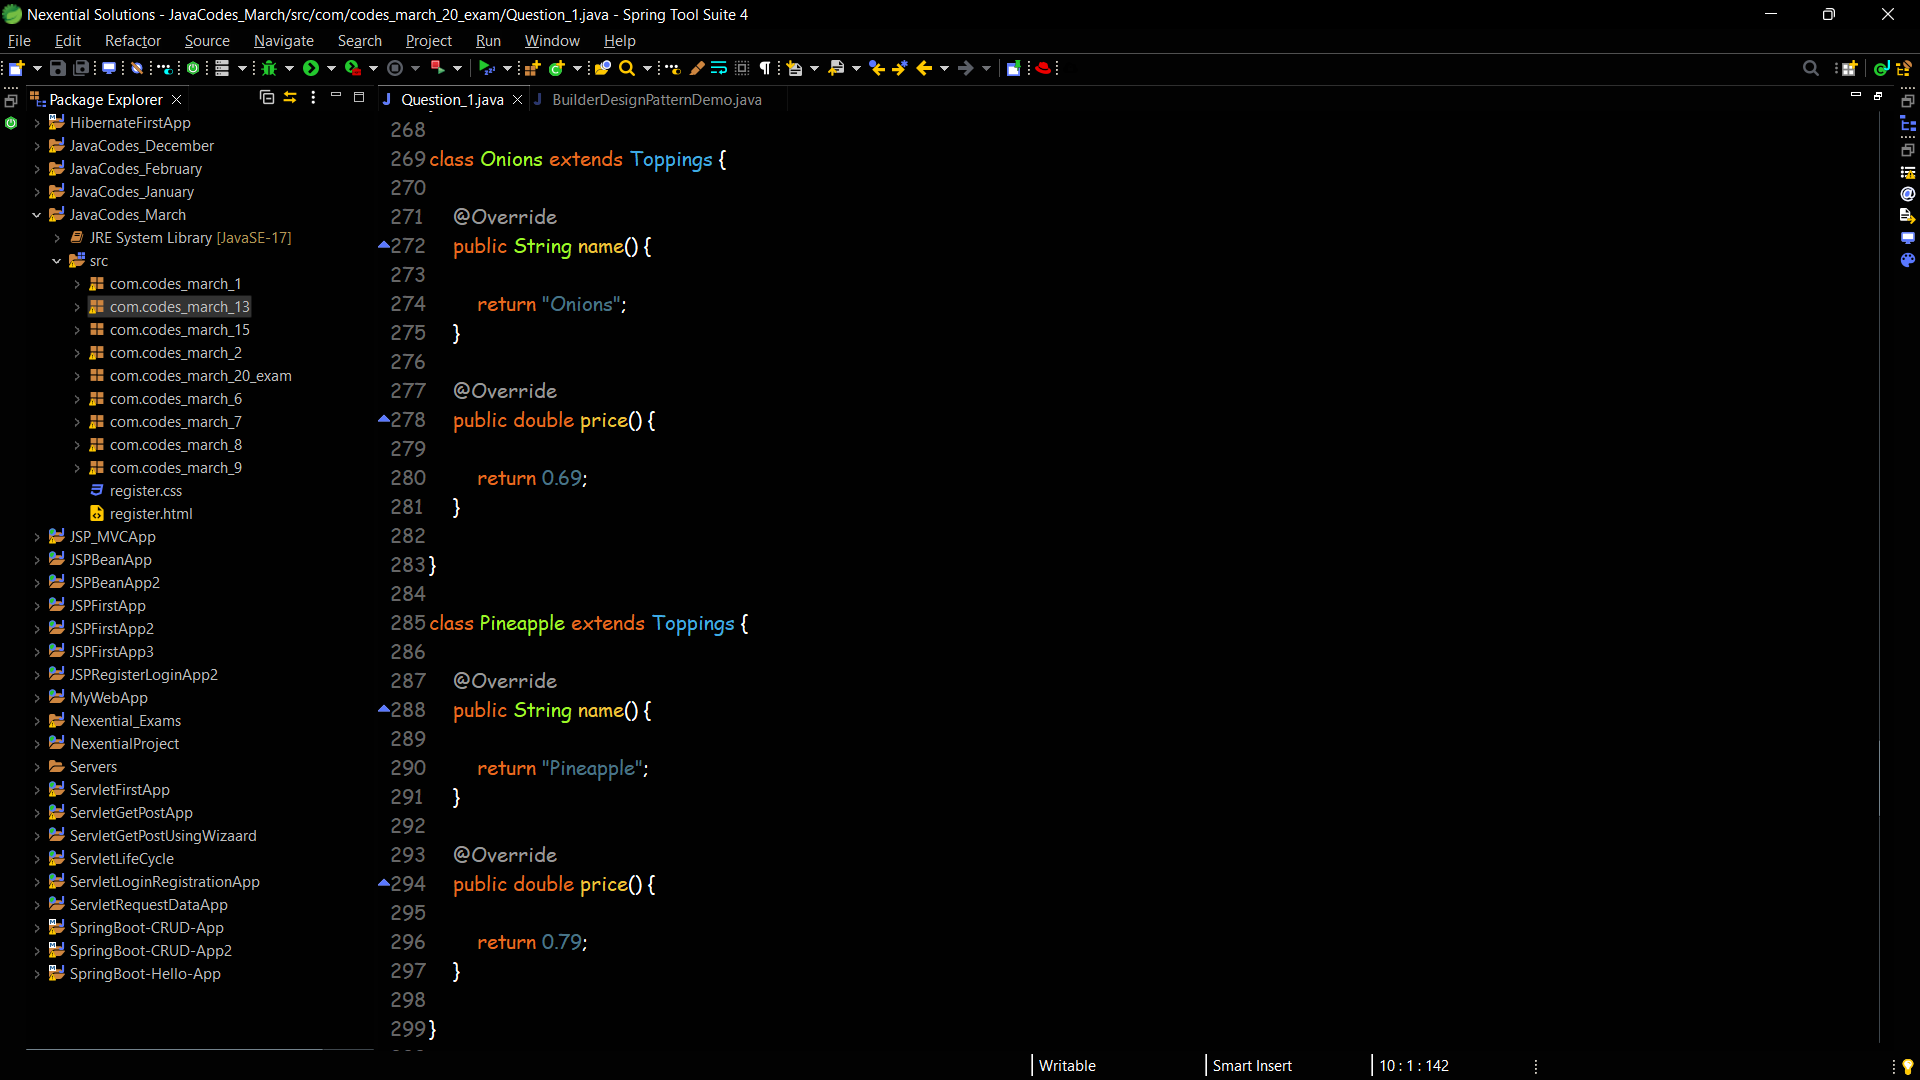 Nexential Solutions - JavaCodes_March/src/com/codes_march_20_exam/Question_1.java - Spring Tool Suite 4
File Edit Refactor Source Navigate Search Project Run Window Help
Package Explorer
HibernateFirstApp
JavaCodes_December
JavaCodes_February
JavaCodes_January
JavaCodes_March
JRE System Library [JavaSE-17]
src
com.codes_march_1
com.codes_march_13
com.codes_march_15
com.codes_march_2
com.codes_march_20_exam
com.codes_march_6
com.codes_march_7
com.codes_march_8
com.codes_march_9
register.css
register.html
JSP_MVCApp
JSPBeanApp
JSPBeanApp2
JSPFirstApp
JSPFirstApp2
JSPFirstApp3
JSPRegisterLoginApp2
MyWebApp
Nexential_Exams
NexentialProject
Servers
ServletFirstApp
ServletGetPostApp
ServletGetPostUsingWizaard
ServletLifeCycle
ServletLoginRegistrationApp
ServletRequestDataApp
SpringBoot-CRUD-App
SpringBoot-CRUD-App2
SpringBoot-Hello-App
Question_1.java BuilderDesignPatternDemo.java
268
269 class Onions extends Toppings {
270
271 @Override
272 public String name() {
273
274 return "Onions";
275 }
276
277 @Override
278 public double price() {
279
280 return 0.69;
281 }
282
283 }
284
285 class Pineapple extends Toppings {
286
287 @Override
288 public String name() {
289
290 return "Pineapple";
291 }
292
293 @Override
294 public double price() {
295
296 return 0.79;
297 }
298
299 }
Writable Smart Insert 10 : 1 : 142